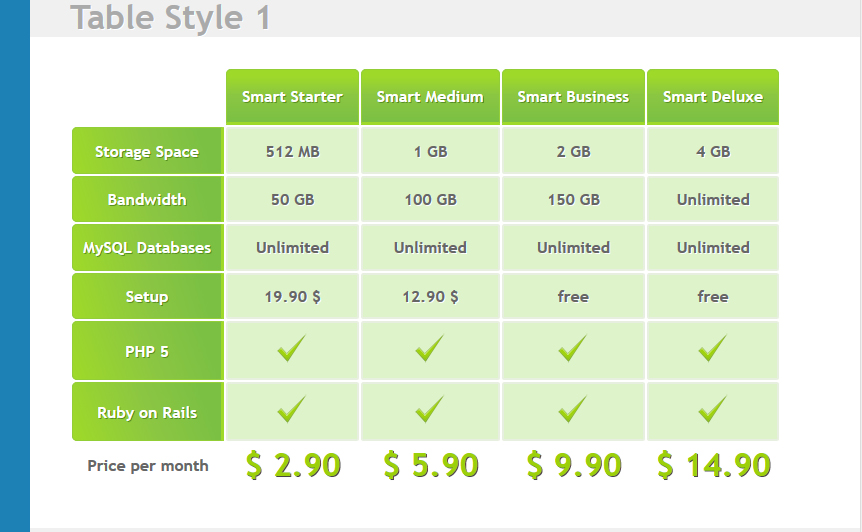 Table Style 1
Smart Starter Smart Medium Smart Business Smart Deluxe
Storage Space 512 MB 1 GB 2 GB 4 GB
Bandwidth 50 GB 100 GB 150 GB Unlimited
MySQL Databases Unlimited Unlimited Unlimited Unlimited
Setup 19.90 $ 12.90 $ free free
PHP 5
Ruby on Rails
Price per month $ 2.90 $ 5.90 $ 9.90 $ 14.90